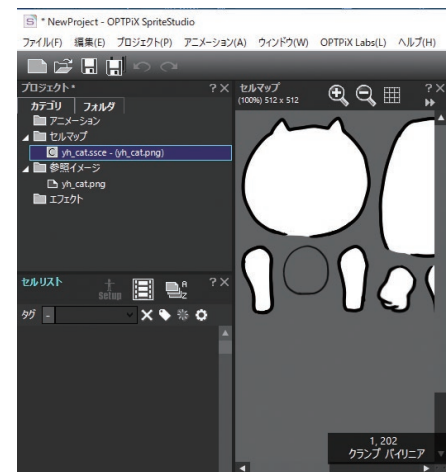 S * NewProject - OPTPiX SpriteStudio
ファイル(F) 編集(E) プロジェクト(P) アニメーション(A) ウィンドウ(W) OPTPiX Labs(L) ヘルプ(H)
プロジェクト* ? X
カテゴリ フォルダ
アニメーション
セルマップ
C yh_cat.ssce - (yh_cat.png)
参照イメージ
yh_cat.png
エフェクト
セルリスト Setup A Z ? X
タグ -
セルマップ ? X
(100%) 512 x 512
1, 202
クランプ バイリニア